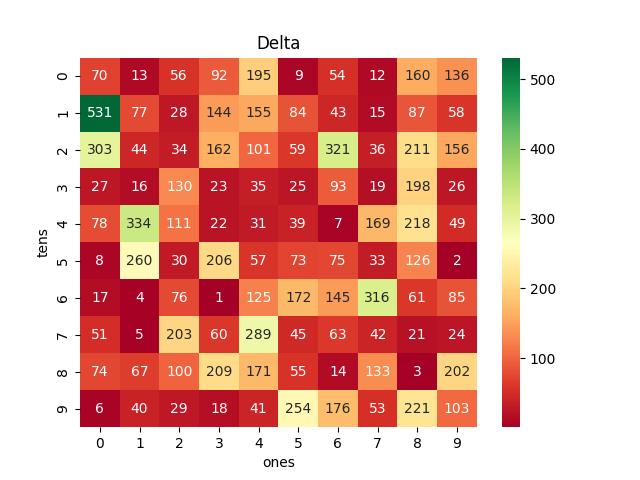 Delta
0 70 13 56 92 195 9 54 12 160 136
1 531 77 28 144 155 84 43 15 87 58
2 303 44 34 162 101 59 321 36 211 156
3 27 16 130 23 35 25 93 19 198 26
4 78 334 111 22 31 39 7 169 218 49
5 8 260 30 206 57 73 75 33 126 2
6 17 4 76 1 125 172 145 316 61 85
7 51 5 203 60 289 45 63 42 21 24
8 74 67 100 209 171 55 14 133 3 202
9 6 40 29 18 41 254 176 53 221 103
0 1 2 3 4 5 6 7 8 9
ones
tens
500
400
300
200
100